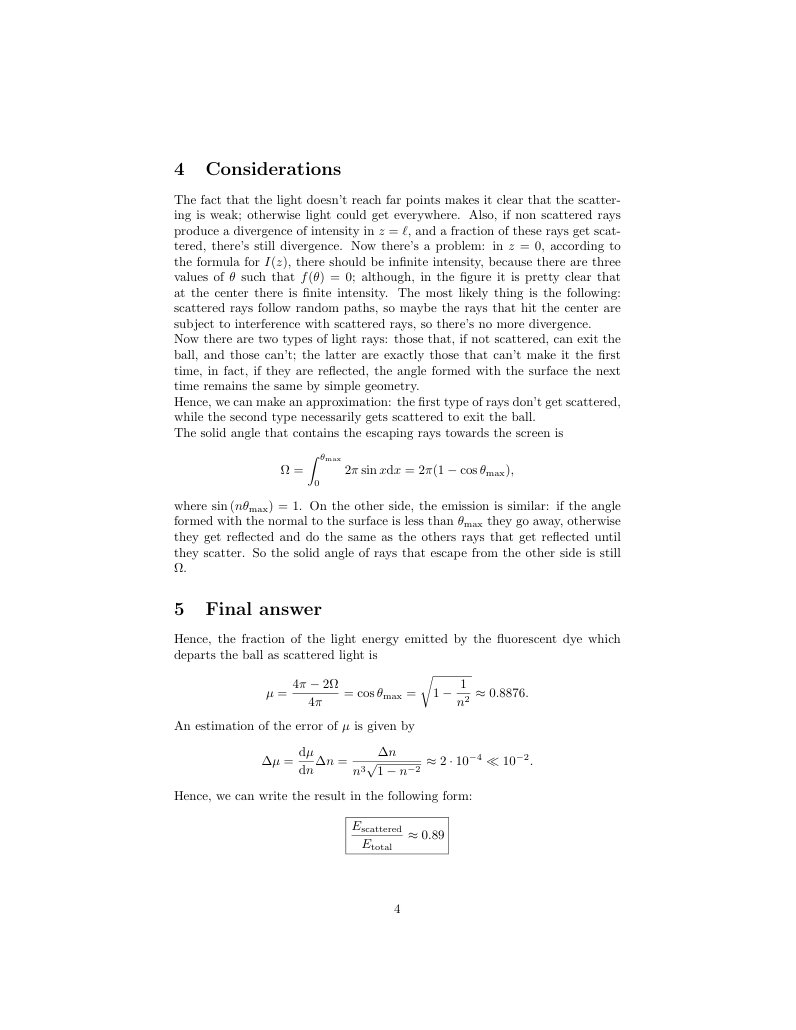 4 Considerations
The fact that the light doesn't reach far points makes it clear that the scatter-
ing is weak; otherwise light could get everywhere. Also, if non scattered rays
produce a divergence of intensity in z = ℓ, and a fraction of these rays get scat-
tered, there's still divergence. Now there's a problem: in z = 0, according to
the formula for I(z), there should be infinite intensity, because there are three
values of θ such that f(θ) = 0; although, in the figure it is pretty clear that
at the center there is finite intensity. The most likely thing is the following:
scattered rays follow random paths, so maybe the rays that hit the center are
subject to interference with scattered rays, so there's no more divergence.
Now there are two types of light rays: those that, if not scattered, can exit the
ball, and those can't; the latter are exactly those that can't make it the first
time, in fact, if they are reflected, the angle formed with the surface the next
time remains the same by simple geometry.
Hence, we can make an approximation: the first type of rays don't get scattered,
while the second type necessarily gets scattered to exit the ball.
The solid angle that contains the escaping rays towards the screen is
Ω = ∫₀^{θ_max} 2π sin xdx = 2π(1 − cos θ_max),
where sin (nθ_max) = 1. On the other side, the emission is similar: if the angle
formed with the normal to the surface is less than θ_max they go away, otherwise
they get reflected and do the same as the others rays that get reflected until
they scatter. So the solid angle of rays that escape from the other side is still
Ω.
5 Final answer
Hence, the fraction of the light energy emitted by the fluorescent dye which
departs the ball as scattered light is
μ = (4π − 2Ω)/(4π) = cos θ_max = √(1 − 1/n²) ≈ 0.8876.
An estimation of the error of μ is given by
Δμ = (dμ/dn)Δn = Δn/(n³√(1 − n⁻²)) ≈ 2 · 10⁻⁴ ≪ 10⁻².
Hence, we can write the result in the following form:
E_scattered/E_total ≈ 0.89
4